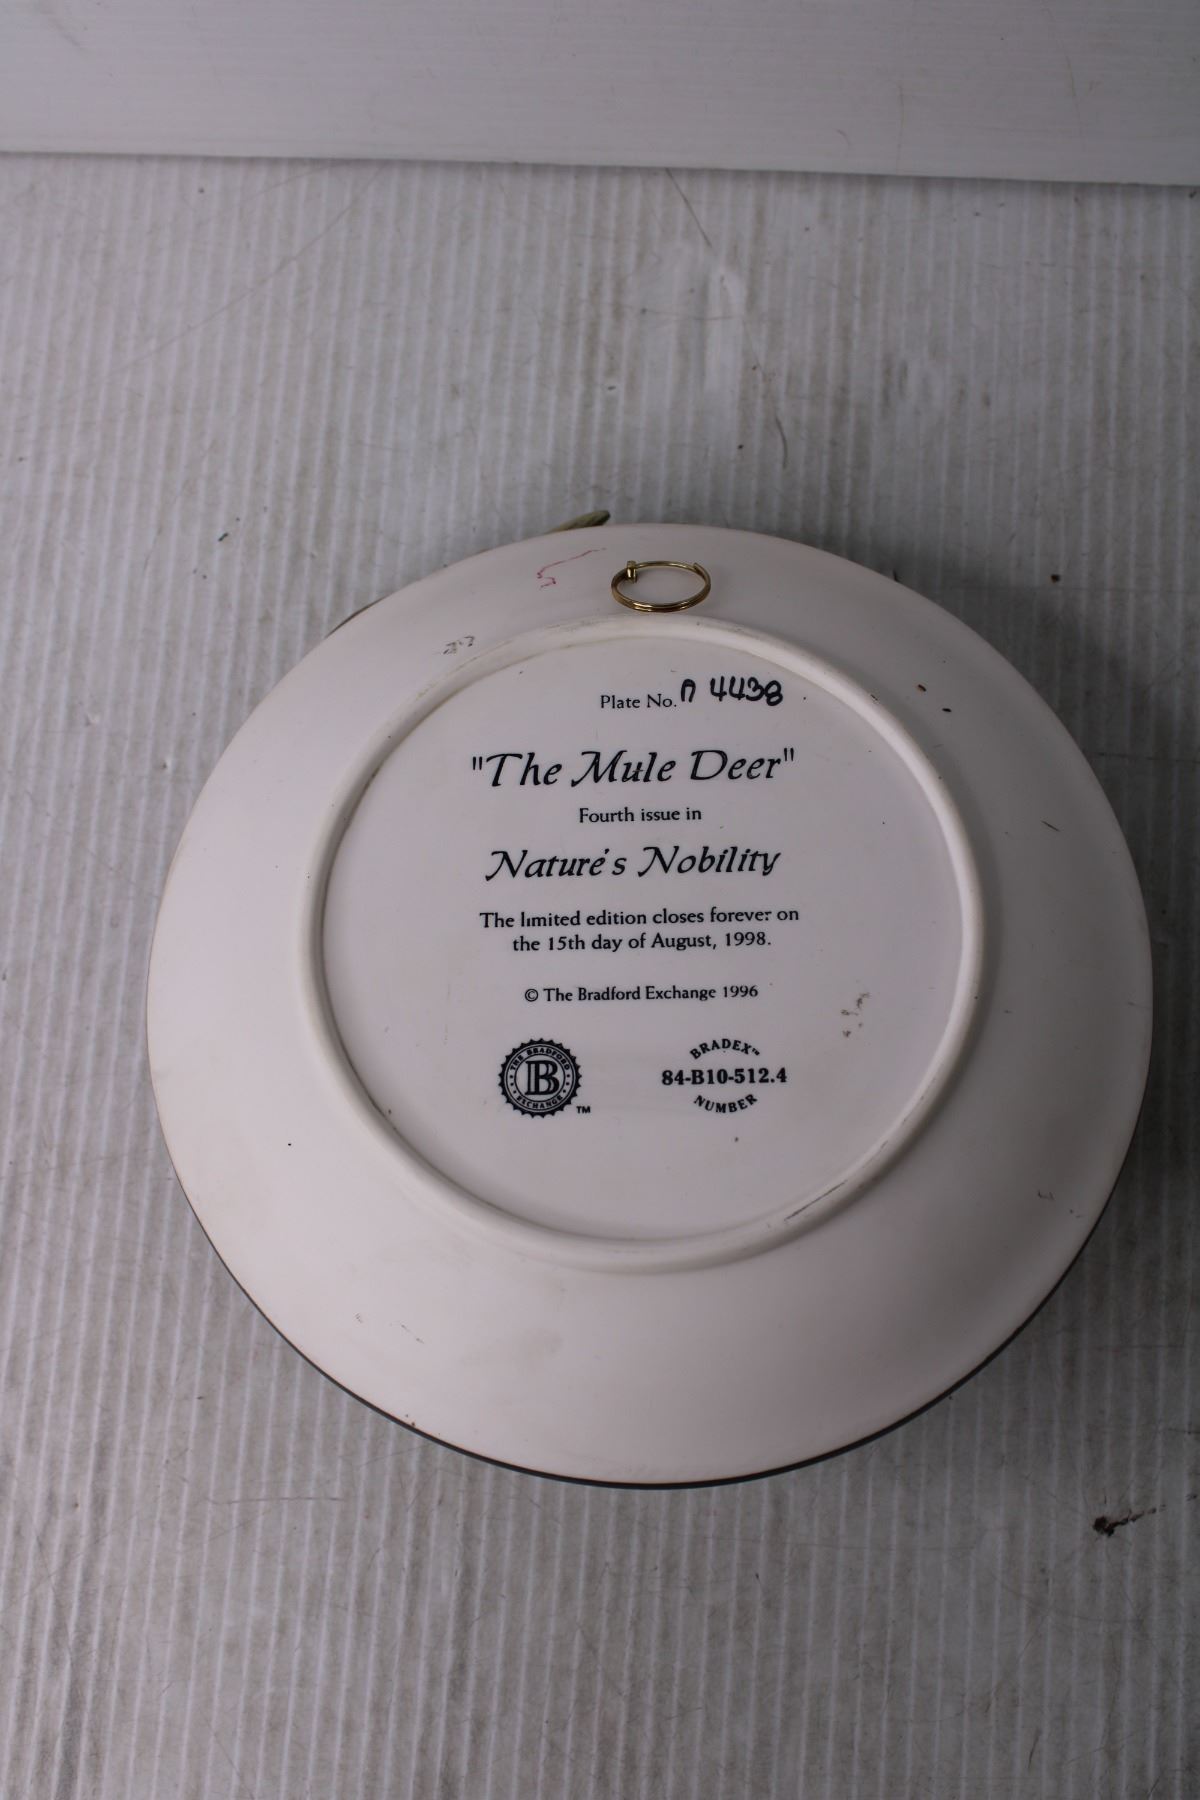 Plate No. A 4438
"The Mule Deer"
Fourth issue in
Nature's Nobility
The limited edition closes forever on
the 15th day of August, 1998.
© The Bradford Exchange 1996
THE BRADFORD
B
EXCHANGE
TM
BRADEX™
84-B10-512.4
NUMBER